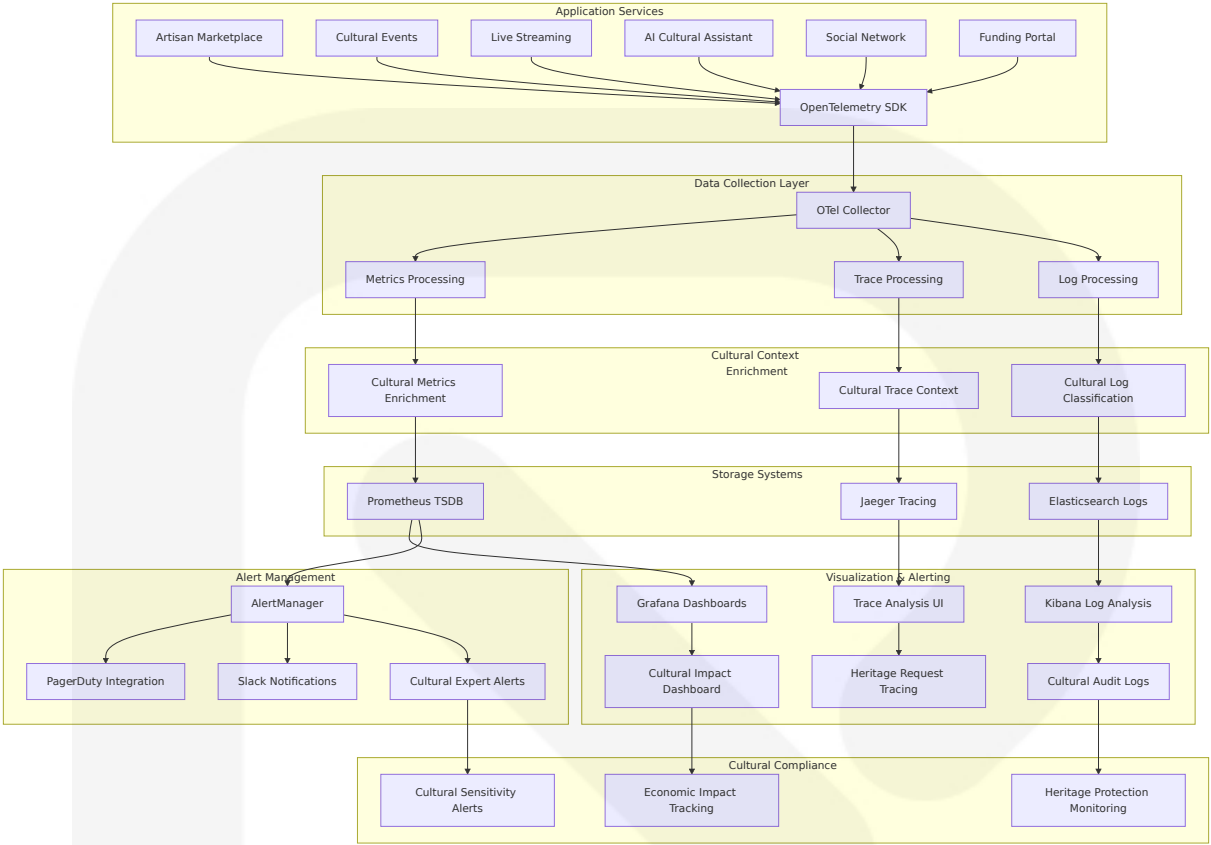 Application Services
Artisan Marketplace
Cultural Events
Live Streaming
AI Cultural Assistant
Social Network
Funding Portal
OpenTelemetry SDK
Data Collection Layer
OTel Collector
Metrics Processing
Trace Processing
Log Processing
Cultural Context
Enrichment
Cultural Metrics
Enrichment
Cultural Trace Context
Cultural Log
Classification
Storage Systems
Prometheus TSDB
Jaeger Tracing
Elasticsearch Logs
Alert Management
AlertManager
PagerDuty Integration
Slack Notifications
Cultural Expert Alerts
Visualization & Alerting
Grafana Dashboards
Trace Analysis UI
Kibana Log Analysis
Cultural Impact
Dashboard
Heritage Request
Tracing
Cultural Audit Logs
Cultural Compliance
Cultural Sensitivity
Alerts
Economic Impact
Tracking
Heritage Protection
Monitoring